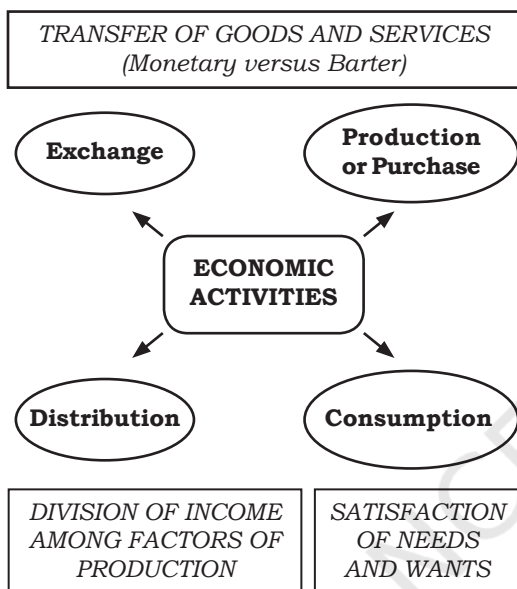 TRANSFER OF GOODS AND SERVICES
(Monetary versus Barter)
Exchange
Production
or Purchase
ECONOMIC
ACTIVITIES
Distribution
Consumption
DIVISION OF INCOME
AMONG FACTORS OF
PRODUCTION
SATISFACTION
OF NEEDS
AND WANTS